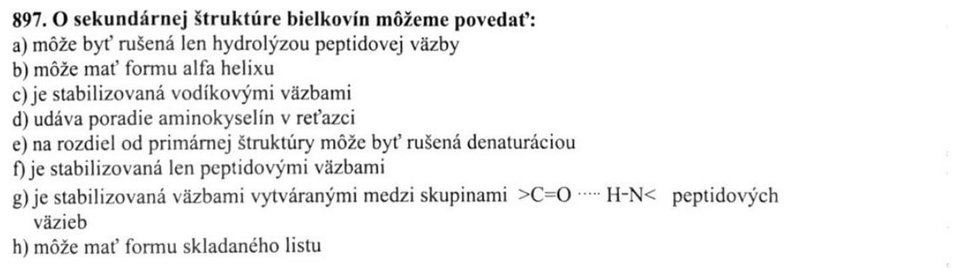 897. O sekundárnej štruktúre bielkovín môžeme povedať:
a) môže byť rušená len hydrolýzou peptidovej väzby
b) môže mať formu alfa helixu
c) je stabilizovaná vodíkovými väzbami
d) udáva poradie aminokyselín v reťazci
e) na rozdiel od primárnej štruktúry môže byť rušená denaturáciou
f) je stabilizovaná len peptidovými väzbami
g) je stabilizovaná väzbami vytváranými medzi skupinami >C=O ····· H-N< peptidových
väzieb
h) môže mať formu skladaného listu